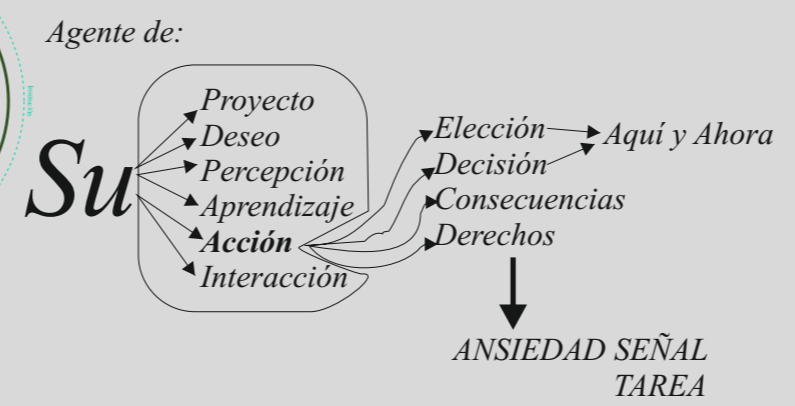 Agente de:
Su
Proyecto
Deseo
Percepción
Aprendizaje
Acción
Interacción
Elección
Decisión
Consecuencias
Derechos
Aquí y Ahora
ANSIEDAD SEÑAL
TAREA